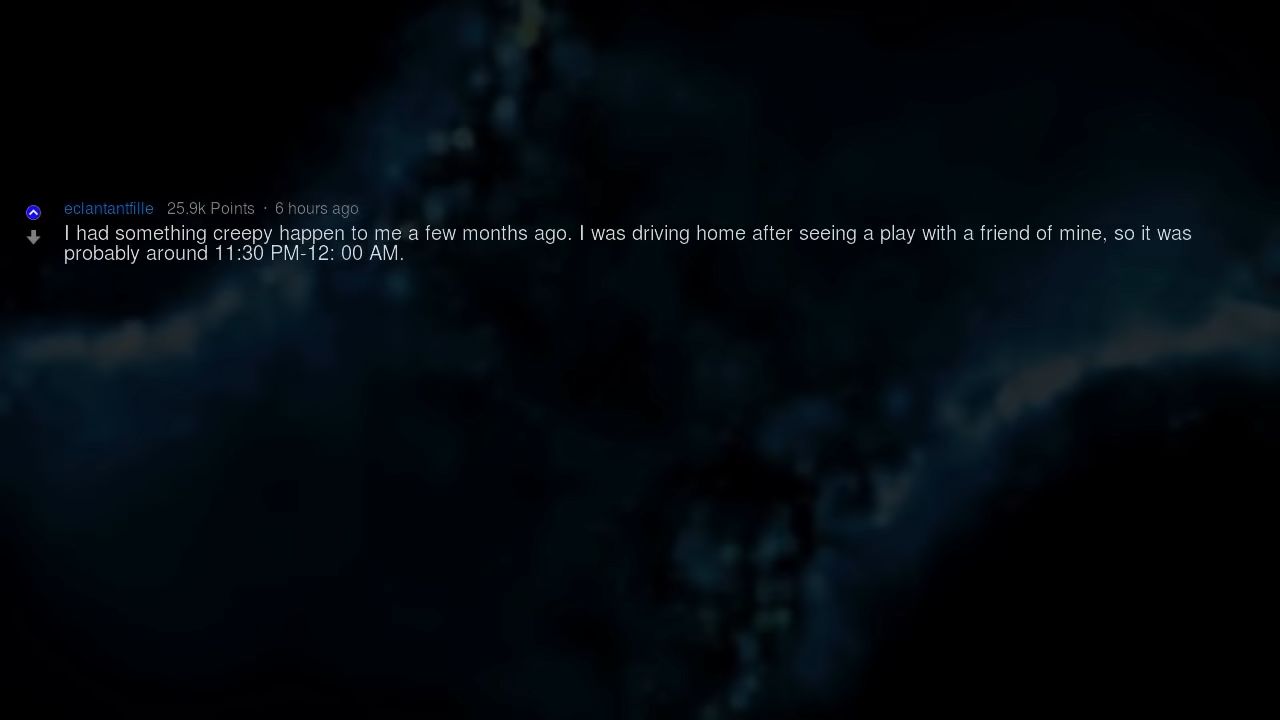 eclantantfille 25.9k Points · 6 hours ago
I had something creepy happen to me a few months ago. I was driving home after seeing a play with a friend of mine, so it was
probably around 11:30 PM-12: 00 AM.